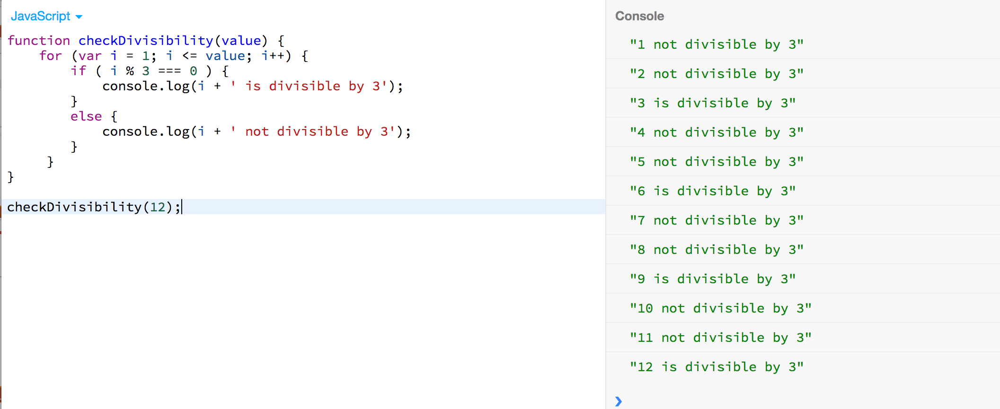 JavaScript
function checkDivisibility(value) {
    for (var i = 1; i <= value; i++) {
        if ( i % 3 === 0 ) {
            console.log(i + ' is divisible by 3');
        }
        else {
            console.log(i + ' not divisible by 3');
        }
     }
}
checkDivisibility(12);
Console
"1 not divisible by 3"
"2 not divisible by 3"
"3 is divisible by 3"
"4 not divisible by 3"
"5 not divisible by 3"
"6 is divisible by 3"
"7 not divisible by 3"
"8 not divisible by 3"
"9 is divisible by 3"
"10 not divisible by 3"
"11 not divisible by 3"
"12 is divisible by 3"